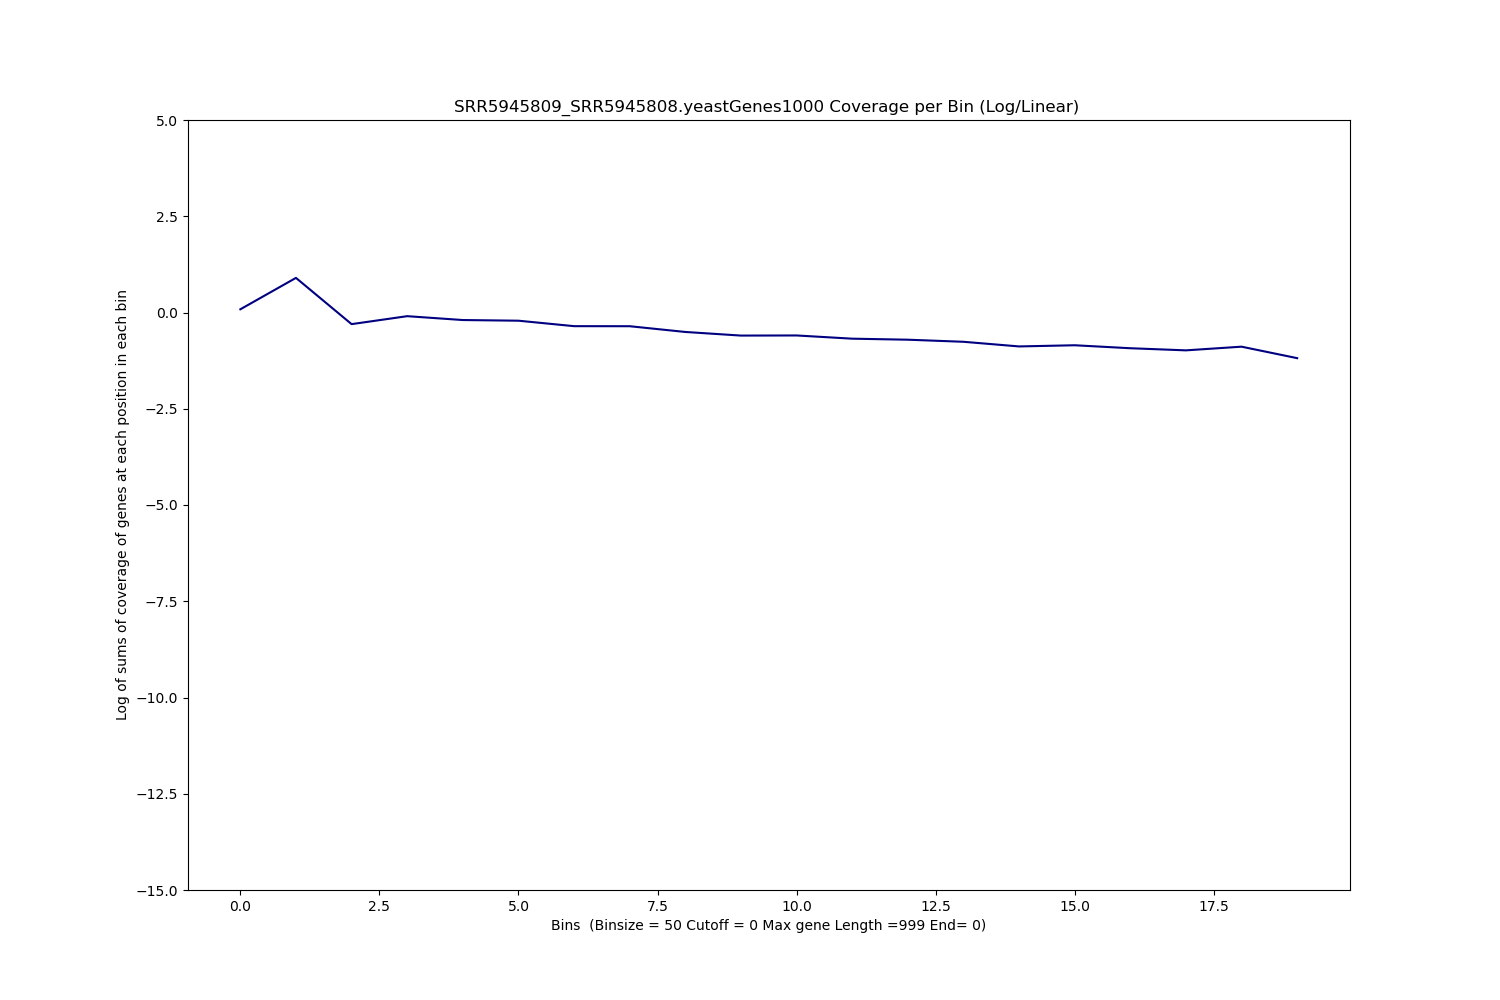 SRR5945809_SRR5945808.yeastGenes1000 Coverage per Bin (Log/Linear)
5.0
2.5
0.0
−2.5
−5.0
−7.5
−10.0
−12.5
−15.0
Log of sums of coverage of genes at each position in each bin
0.0 2.5 5.0 7.5 10.0 12.5 15.0 17.5
Bins  (Binsize = 50 Cutoff = 0 Max gene Length =999 End= 0)